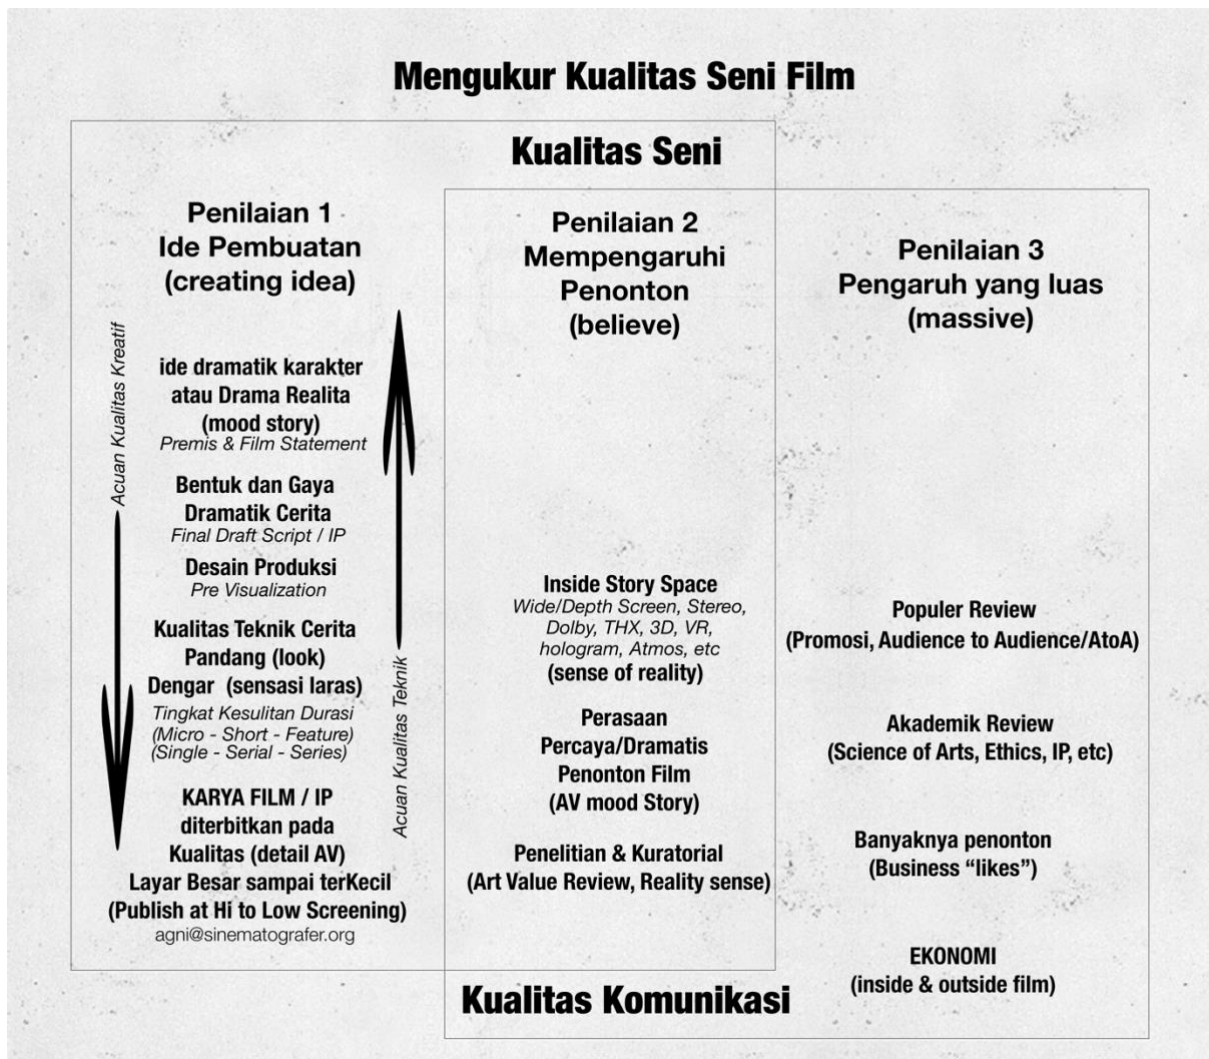 Mengukur Kualitas Seni Film
Kualitas Seni
Penilaian 1
Ide Pembuatan
(creating idea)
Acuan Kualitas Kreatif
ide dramatik karakter
atau Drama Realita
(mood story)
Premis & Film Statement
Bentuk dan Gaya
Dramatik Cerita
Final Draft Script / IP
Desain Produksi
Pre Visualization
Kualitas Teknik Cerita
Pandang (look)
Dengar (sensasi laras)
Tingkat Kesulitan Durasi
(Micro - Short - Feature)
(Single - Serial - Series)
KARYA FILM / IP
diterbitkan pada
Kualitas (detail AV)
Layar Besar sampai terKecil
(Publish at Hi to Low Screening)
agni@sinematografer.org
Acuan Kualitas Teknik
Penilaian 2
Mempengaruhi
Penonton
(believe)
Inside Story Space
Wide/Depth Screen, Stereo,
Dolby, THX, 3D, VR,
hologram, Atmos, etc
(sense of reality)
Perasaan
Percaya/Dramatis
Penonton Film
(AV mood Story)
Penelitian & Kuratorial
(Art Value Review, Reality sense)
Penilaian 3
Pengaruh yang luas
(massive)
Populer Review
(Promosi, Audience to Audience/AtoA)
Akademik Review
(Science of Arts, Ethics, IP, etc)
Banyaknya penonton
(Business “likes”)
EKONOMI
(inside & outside film)
Kualitas Komunikasi